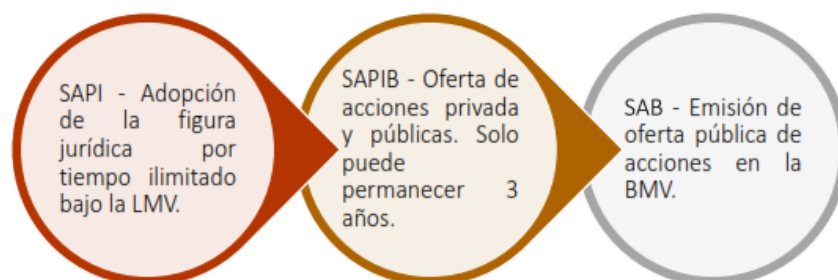 SAPI - Adopción
de la figura
jurídica por
tiempo ilimitado
bajo la LMV.
SAPIB - Oferta de
acciones privada
y públicas. Solo
puede
permanecer 3
años.
SAB - Emisión de
oferta pública de
acciones en la
BMV.